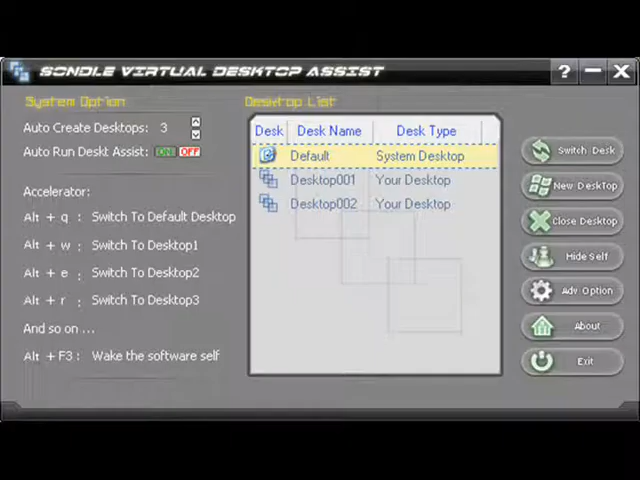 SONDLE VIRTUAL DESKTOP ASSIST
? — X
System Option
Auto Create Desktops: 3
Auto Run Deskt Assist: ON OFF
Accelerator:
Alt + q : Switch To Default Desktop
Alt + w : Switch To Desktop1
Alt + e : Switch To Desktop2
Alt + r : Switch To Desktop3
And so on ...
Alt + F3 : Wake the software self
Desktop List
Desk Desk Name Desk Type
Default System Desktop
Desktop001 Your Desktop
Desktop002 Your Desktop
Switch Desk
New Desktop
Close Desktop
Hide Self
Adv Option
About
Exit